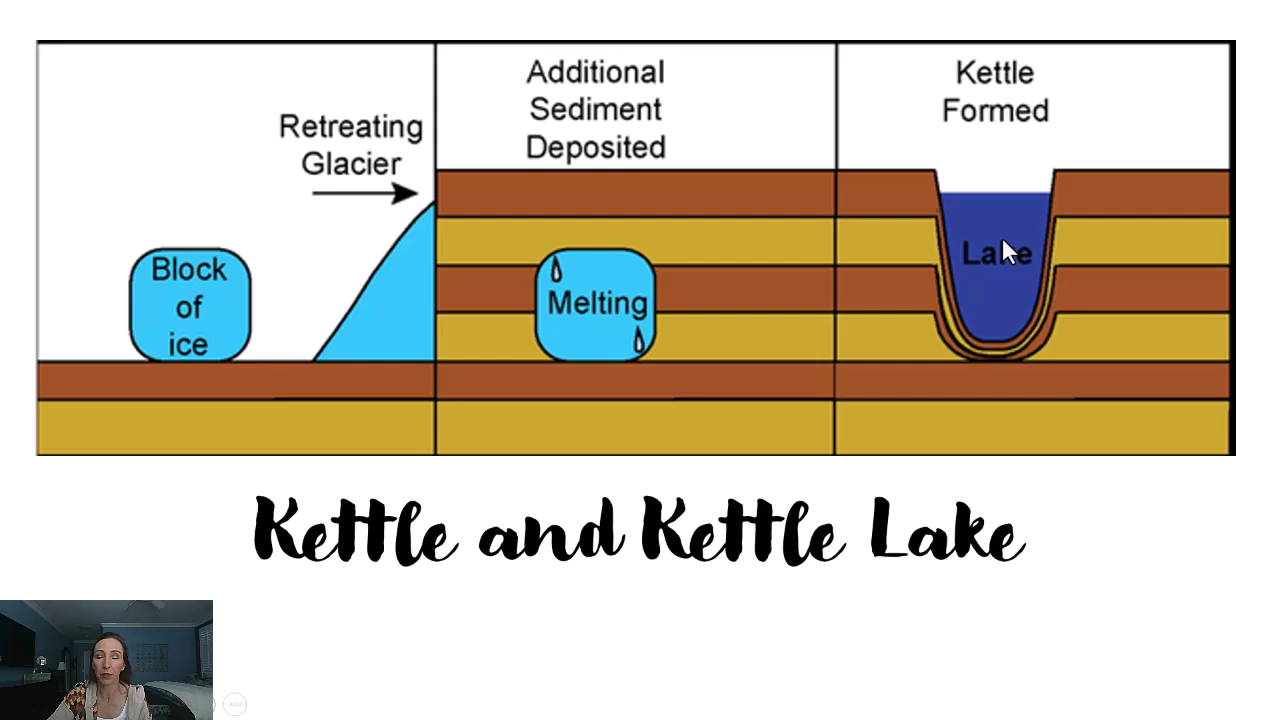 Retreating
Glacier
Block
of
ice
Additional
Sediment
Deposited
Melting
Kettle
Formed
Lake
Kettle and Kettle Lake